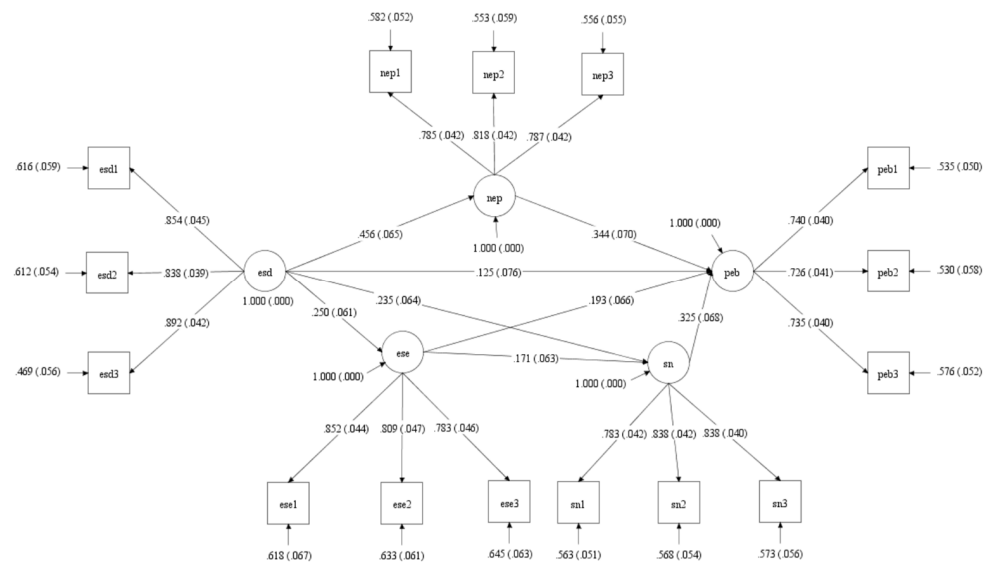 .582 (.052)
.553 (.059)
.556 (.055)
nep1
nep2
nep3
.785 (.042)
.818 (.042)
.787 (.042)
.616 (.059)
esd1
peb1
.535 (.050)
nep
.854 (.045)
.740 (.040)
.456 (.065)
.344 (.070)
1.000 (.000)
1.000 (.000)
.612 (.054)
esd2
.838 (.039)
esd
.125 (.076)
peb
.726 (.041)
peb2
.530 (.058)
1.000 (.000)
.235 (.064)
.193 (.066)
.250 (.061)
.325 (.068)
.892 (.042)
.735 (.040)
ese
.171 (.063)
sn
.469 (.056)
esd3
1.000 (.000)
1.000 (.000)
peb3
.576 (.052)
.852 (.044)
.809 (.047)
.783 (.046)
.783 (.042)
.838 (.042)
.838 (.040)
ese1
ese2
ese3
sn1
sn2
sn3
.618 (.067)
.633 (.061)
.645 (.063)
.563 (.051)
.568 (.054)
.573 (.056)